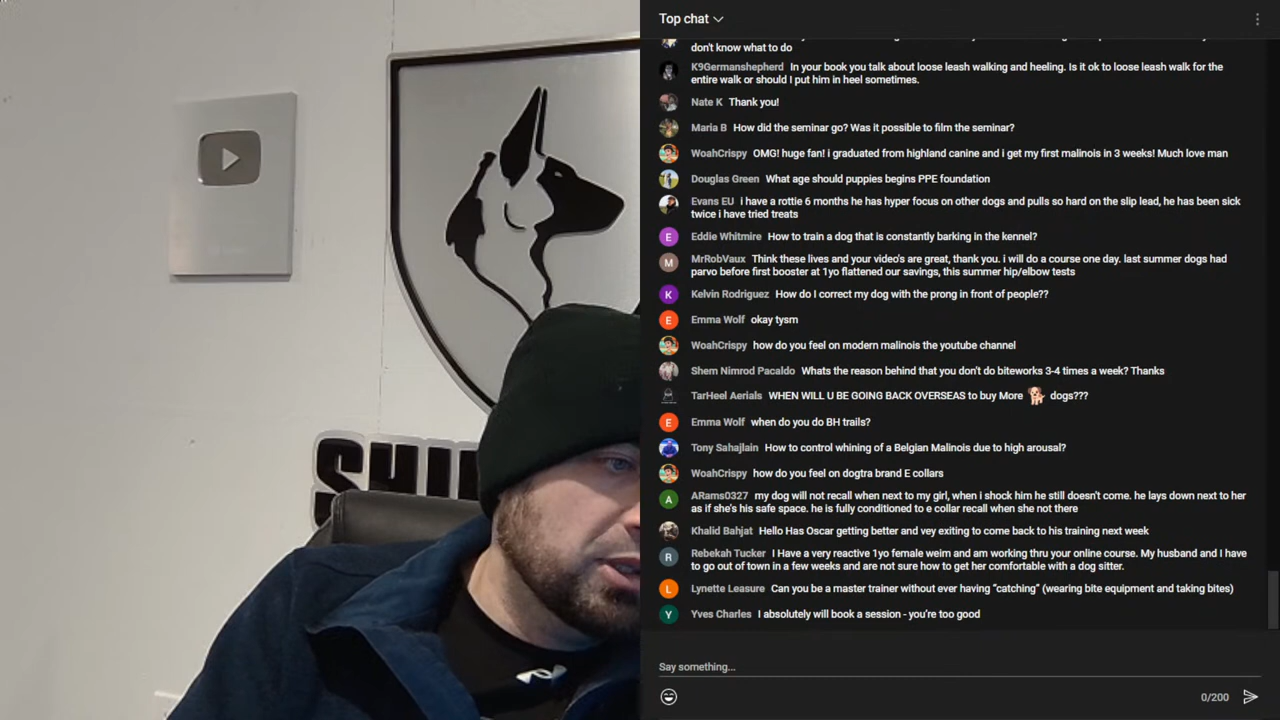 SHI
Top chat
don't know what to do
K9Germanshepherd In your book you talk about loose leash walking and heeling. Is it ok to loose leash walk for the
entire walk or should I put him in heel sometimes.
Nate K Thank you!
Maria B How did the seminar go? Was it possible to film the seminar?
WoahCrispy OMG! huge fan! i graduated from highland canine and i get my first malinois in 3 weeks! Much love man
Douglas Green What age should puppies begins PPE foundation
Evans EU i have a rottie 6 months he has hyper focus on other dogs and pulls so hard on the slip lead, he has been sick
twice i have tried treats
E Eddie Whitmire How to train a dog that is constantly barking in the kennel?
M MrRobVaux Think these lives and your video's are great, thank you. i will do a course one day. last summer dogs had
parvo before first booster at 1yo flattened our savings, this summer hip/elbow tests
K Kelvin Rodriguez How do I correct my dog with the prong in front of people??
E Emma Wolf okay tysm
WoahCrispy how do you feel on modern malinois the youtube channel
Shem Nimrod Pacaldo Whats the reason behind that you don't do biteworks 3-4 times a week? Thanks
TarHeel Aerials WHEN WILL U BE GOING BACK OVERSEAS to buy More dogs???
E Emma Wolf when do you do BH trails?
Tony Sahajlain How to control whining of a Belgian Malinois due to high arousal?
WoahCrispy how do you feel on dogtra brand E collars
A ARams0327 my dog will not recall when next to my girl, when i shock him he still doesn't come. he lays down next to her
as if she's his safe space. he is fully conditioned to e collar recall when she not there
Khalid Bahjat Hello Has Oscar getting better and vey exiting to come back to his training next week
Rebekah Tucker I Have a very reactive 1yo female weim and am working thru your online course. My husband and I have
to go out of town in a few weeks and are not sure how to get her comfortable with a dog sitter.
L Lynette Leasure Can you be a master trainer without ever having “catching” (wearing bite equipment and taking bites)
Y Yves Charles I absolutely will book a session - you're too good
Say something...
0/200